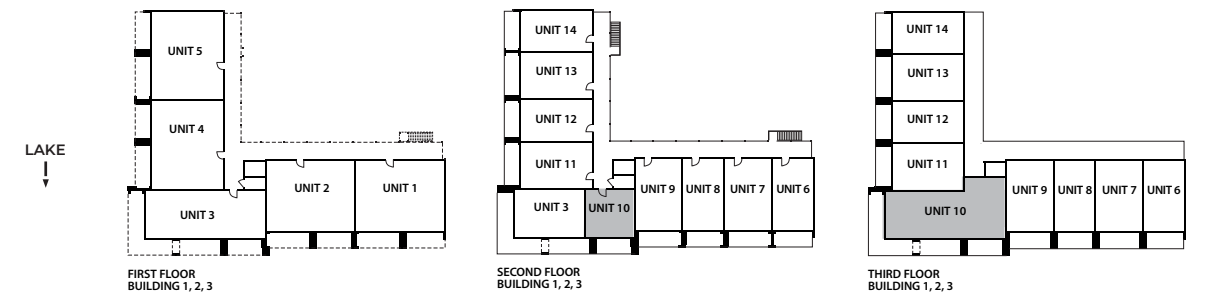 LAKE
UNIT 5
UNIT 4
UNIT 3
UNIT 2
UNIT 1
FIRST FLOOR
BUILDING 1, 2, 3
UNIT 14
UNIT 13
UNIT 12
UNIT 11
UNIT 3
UNIT 10
UNIT 9
UNIT 8
UNIT 7
UNIT 6
SECOND FLOOR
BUILDING 1, 2, 3
UNIT 14
UNIT 13
UNIT 12
UNIT 11
UNIT 10
UNIT 9
UNIT 8
UNIT 7
UNIT 6
THIRD FLOOR
BUILDING 1, 2, 3